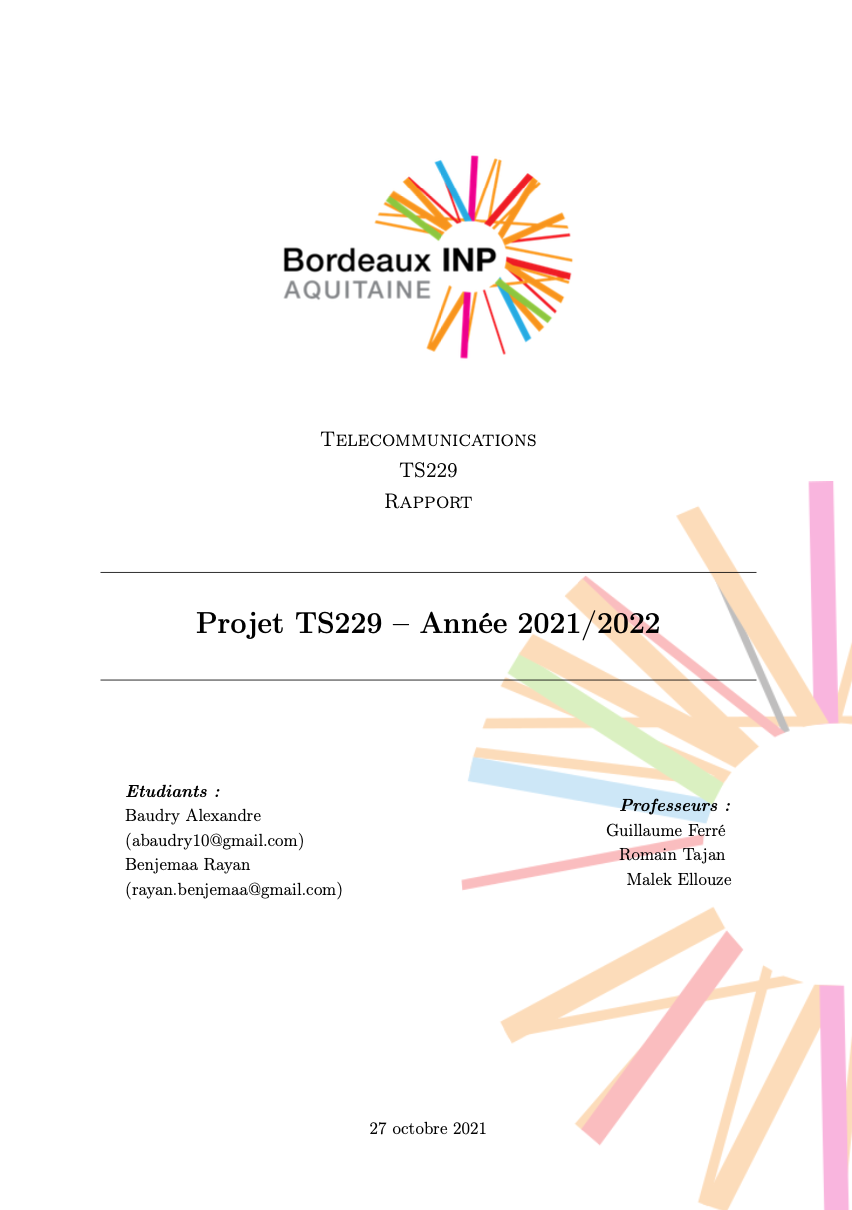 Bordeaux INP
AQUITAINE
TELECOMMUNICATIONS
TS229
RAPPORT
Projet TS229 – Année 2021/2022
Etudiants :
Baudry Alexandre
(abaudry10@gmail.com)
Benjemaa Rayan
(rayan.benjemaa@gmail.com)
Professeurs :
Guillaume Ferré
Romain Tajan
Malek Ellouze
27 octobre 2021